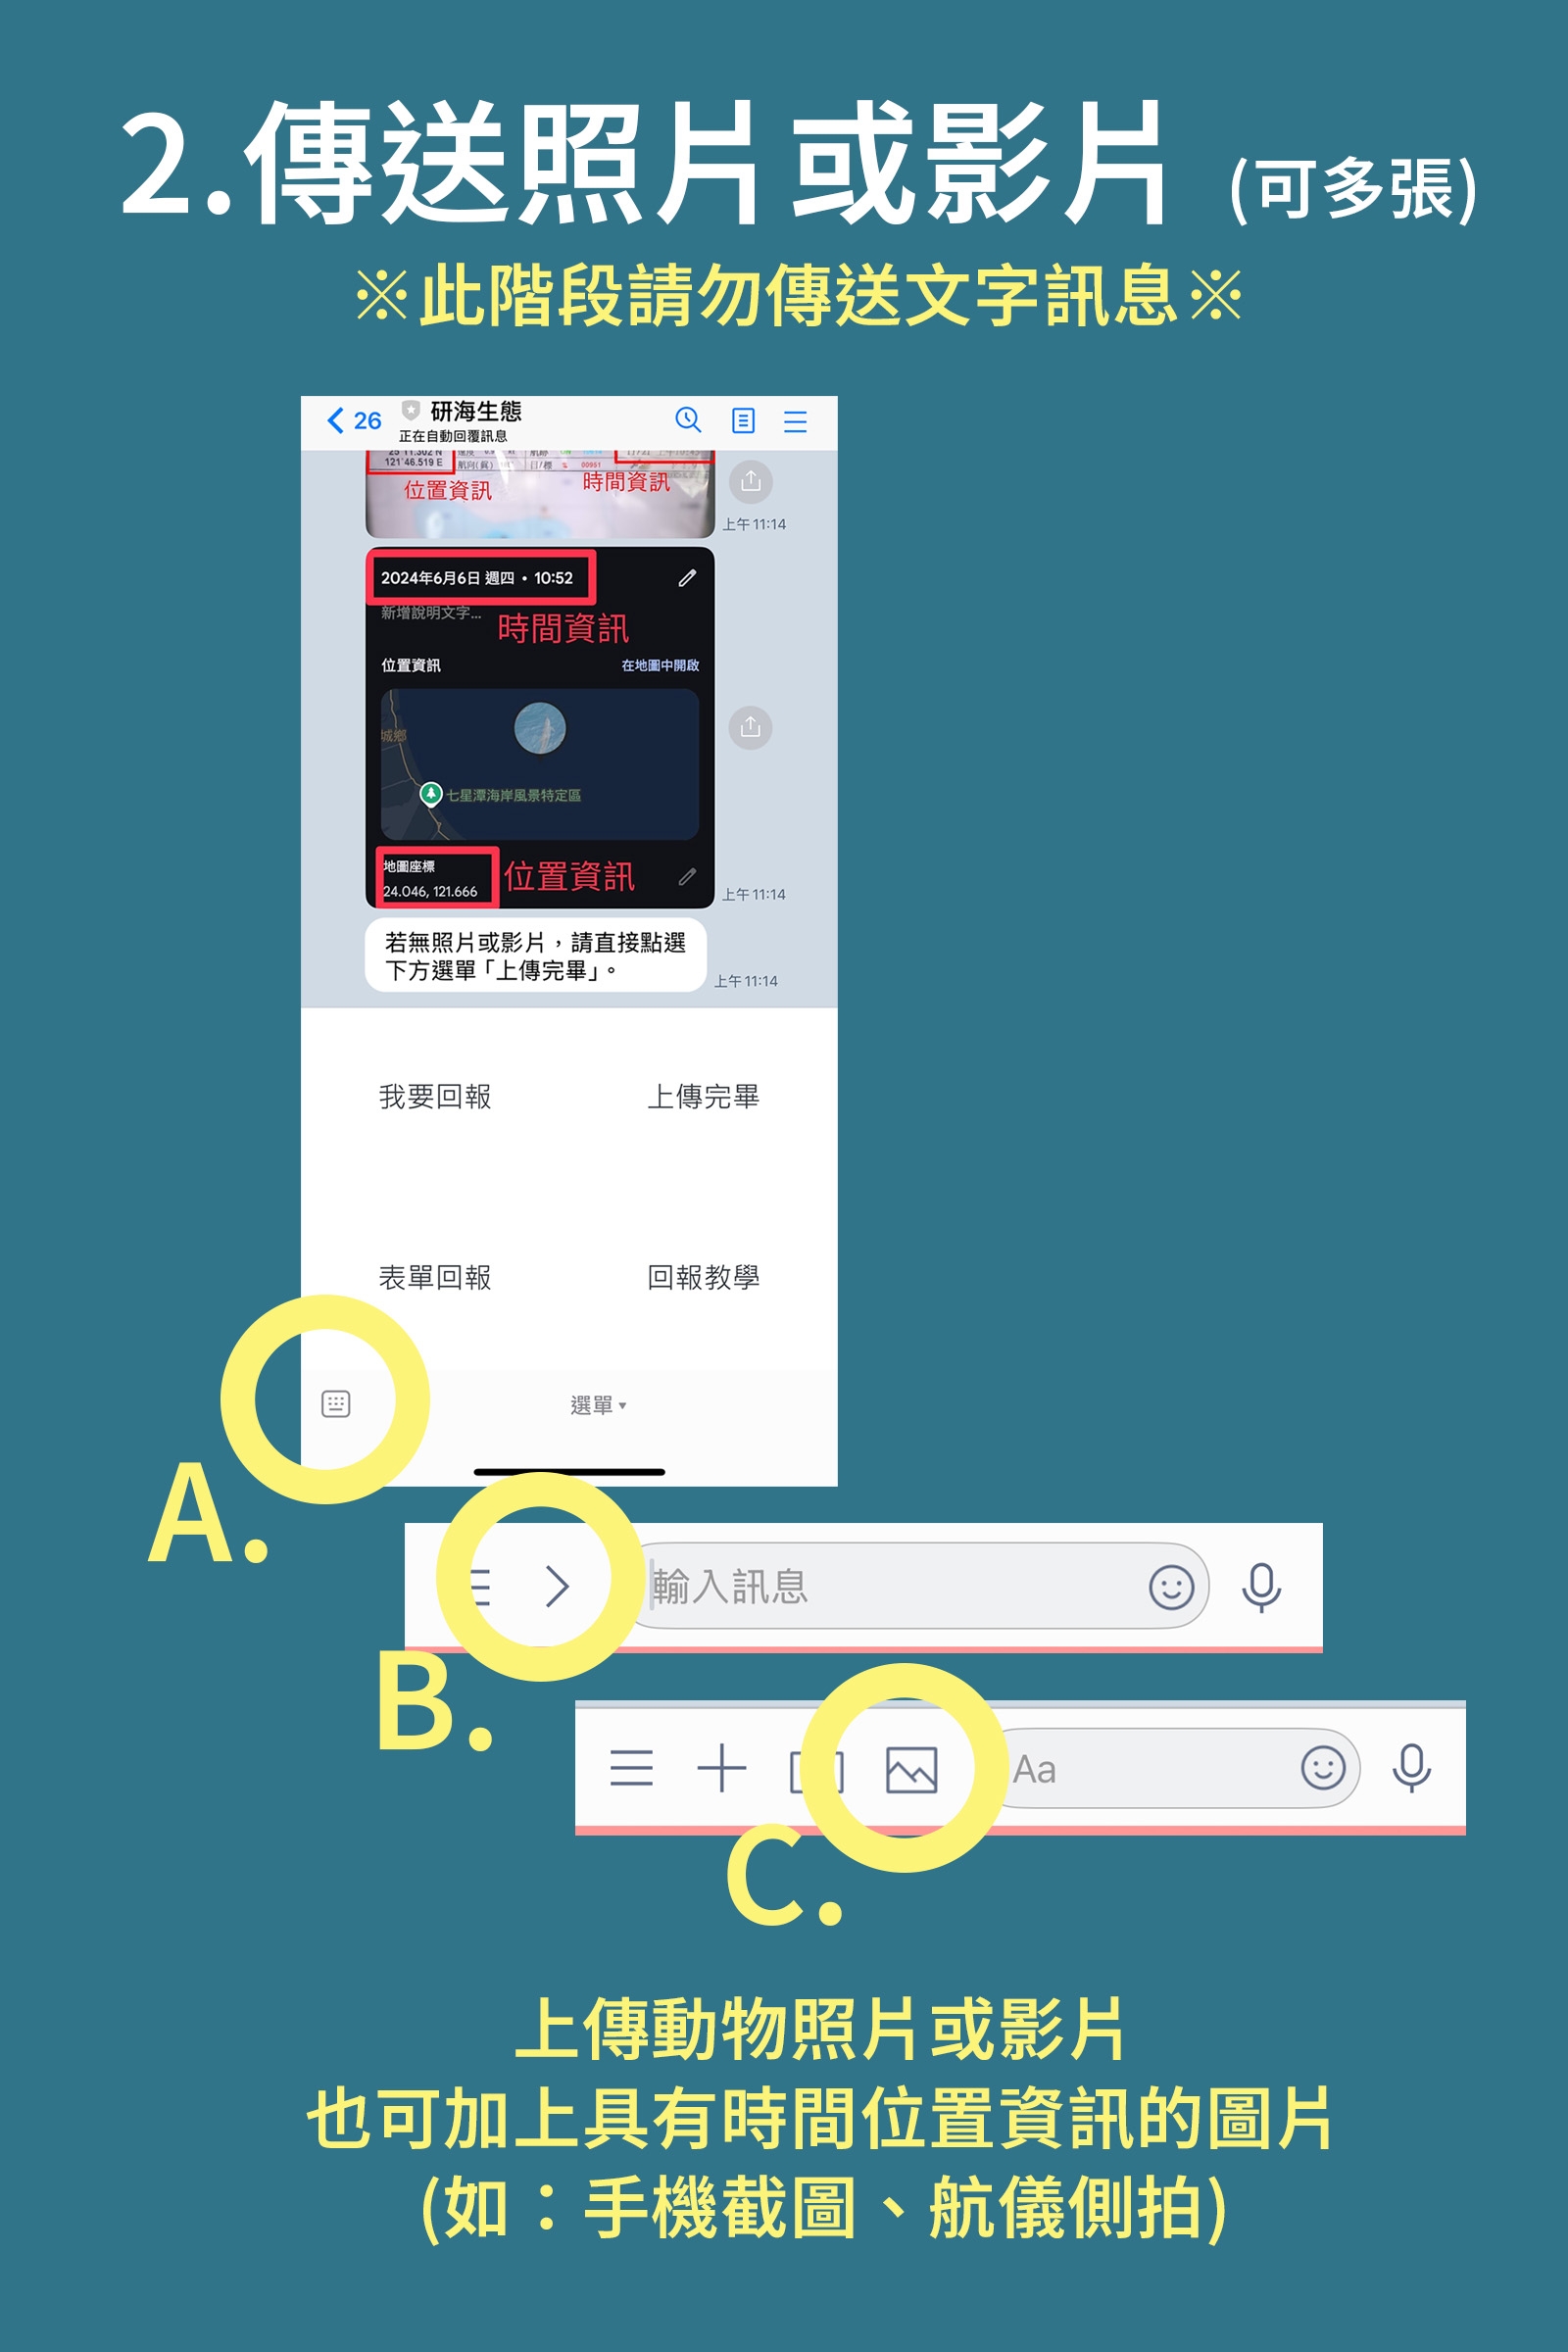 2.傳送照片或影片 (可多張)
※此階段請勿傳送文字訊息※
26
研海生態
正在自動回覆訊息
121°46.519 E
航向(真)
目/標
00951
位置資訊
時間資訊
上午 11:14
2024年6月6日 週四 • 10:52
新增說明文字...
時間資訊
位置資訊
在地圖中開啟
城鄉
七星潭海岸風景特定區
地圖座標
24.046, 121.666
位置資訊
上午 11:14
若無照片或影片，請直接點選
下方選單「上傳完畢」。
上午 11:14
我要回報
上傳完畢
表單回報
回報教學
選單 ▾
A.
輸入訊息
B.
Aa
C.
上傳動物照片或影片
也可加上具有時間位置資訊的圖片
(如：手機截圖、航儀側拍)